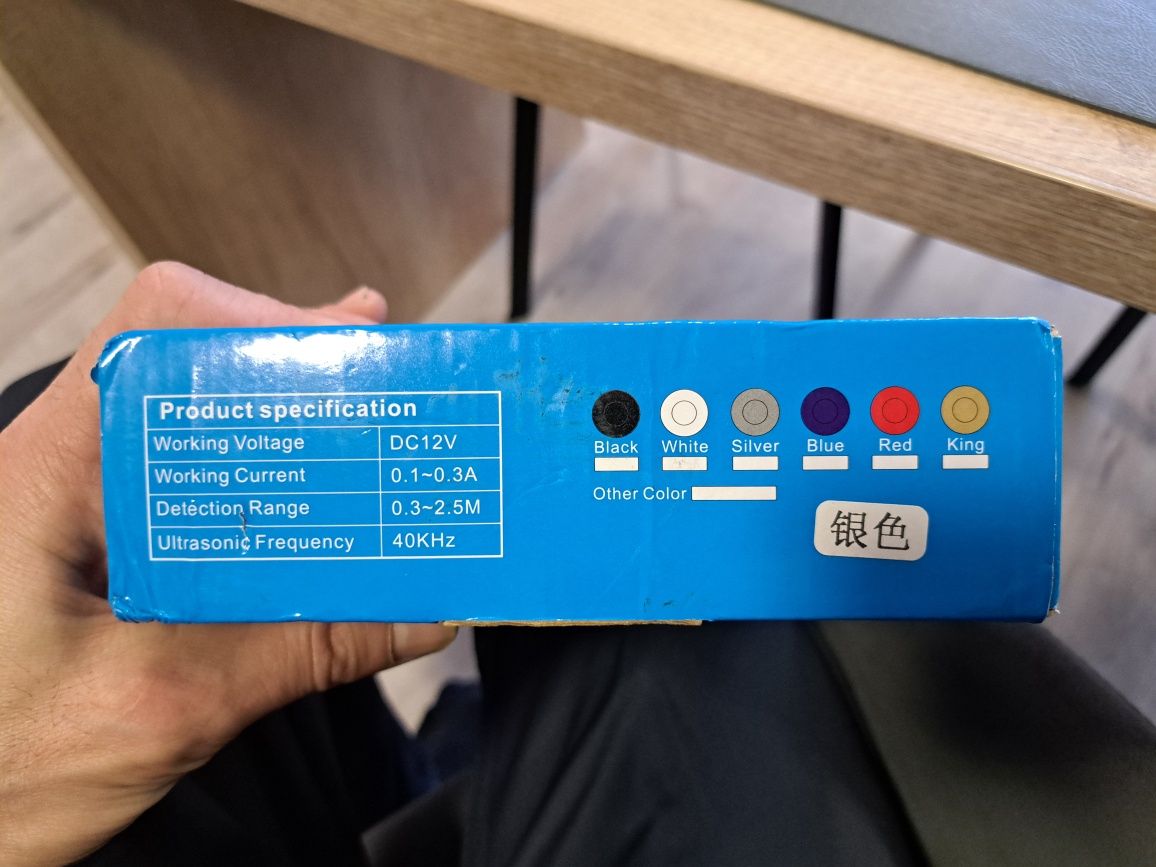 Product specification
Working Voltage DC12V
Working Current 0.1~0.3A
Detection Range 0.3~2.5M
Ultrasonic Frequency 40KHz
Black White Silver Blue Red King
Other Color
银色